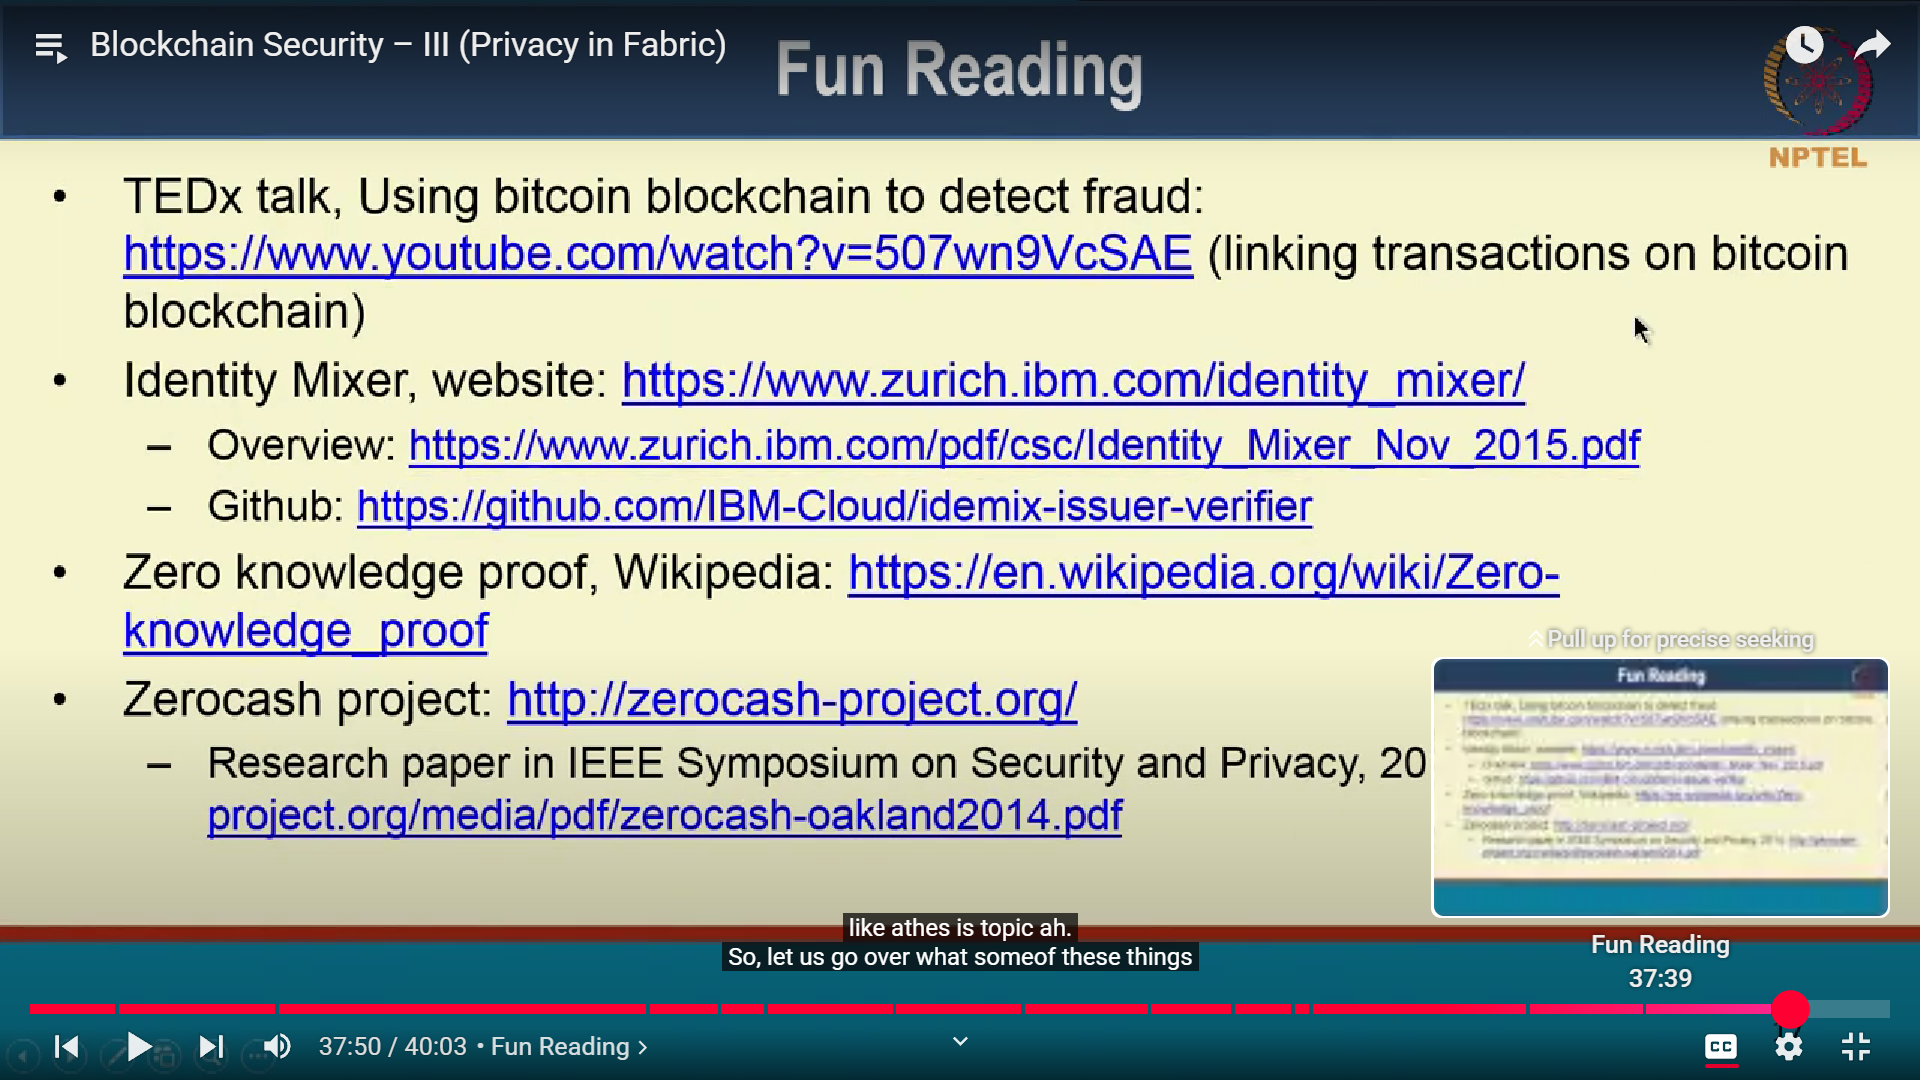 Blockchain Security – III (Privacy in Fabric)
Fun Reading
NPTEL
• TEDx talk, Using bitcoin blockchain to detect fraud:
https://www.youtube.com/watch?v=507wn9VcSAE (linking transactions on bitcoin
blockchain)
• Identity Mixer, website: https://www.zurich.ibm.com/identity_mixer/
– Overview: https://www.zurich.ibm.com/pdf/csc/Identity_Mixer_Nov_2015.pdf
– Github: https://github.com/IBM-Cloud/idemix-issuer-verifier
• Zero knowledge proof, Wikipedia: https://en.wikipedia.org/wiki/Zero-
knowledge_proof
• Zerocash project: http://zerocash-project.org/
– Research paper in IEEE Symposium on Security and Privacy, 20
project.org/media/pdf/zerocash-oakland2014.pdf
Pull up for precise seeking
Fun Reading
like athes is topic ah.
So, let us go over what someof these things
Fun Reading
37:39
37:50 / 40:03 • Fun Reading >
CC